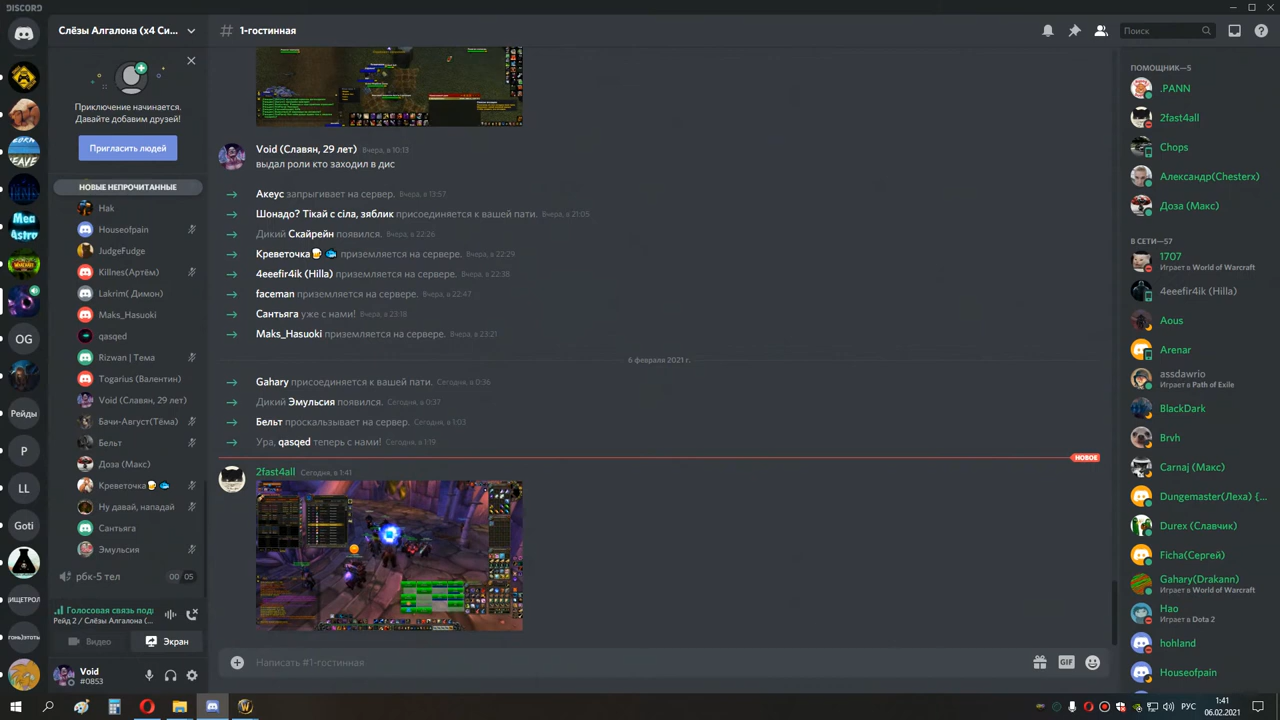 DISCORD
Слёзы Алгалона (x4 Си...
1-гостинная
Поиск
Приключение начинается.
Давайте добавим друзей!
Пригласить людей
НОВЫЕ НЕПРОЧИТАННЫЕ
Hak
Houseofpain
JudgeFudge
Killnes(Артём)
Lakrim( Димон)
Maks_Hasuoki
qasqed
Rizwan | Тема
Togarius (Валентин)
Void (Славян, 29 лет)
Бачи-Август(Тёма)
Бельт
Доза (Макс)
Креветочка🍺🐟
Ну давай, нападай
Сантьяга
Эмульсия
рбк-5 тел
00 05
Голосовая связь подк
Рейд 2 / Слёзы Алгалона (...
Видео
Экран
Void
#0853
EAVE
Mea
Astro
OG
Рейды
P
LL
Goti
Void (Славян, 29 лет) Вчера, в 10:13
выдал роли кто заходил в дис
Акеус запрыгивает на сервер. Вчера, в 13:57
Шонадо? Тікай с сіла, зяблик присоединяется к вашей пати. Вчера, в 21:05
Дикий Скайрейн появился. Вчера, в 22:26
Креветочка🍺🐟 приземляется на сервере. Вчера, в 22:29
4eeefir4ik (Hilla) приземляется на сервере. Вчера, в 22:38
faceman приземляется на сервере. Вчера, в 22:47
Сантьяга уже с нами! Вчера, в 23:18
Maks_Hasuoki приземляется на сервере. Вчера, в 23:21
6 февраля 2021 г.
Gahary присоединяется к вашей пати. Сегодня, в 0:36
Дикий Эмульсия появился. Сегодня, в 0:37
Бельт проскальзывает на сервер. Сегодня, в 1:03
Ура, qasqed теперь с нами! Сегодня, в 1:19
НОВОЕ
2fast4all Сегодня, в 1:41
Написать #1-гостинная
GIF
ПОМОЩНИК—5
.PANN
2fast4all
Chops
Александр(Chesterx)
Доза (Макс)
В СЕТИ—57
1707
Играет в World of Warcraft
4eeefir4ik (Hilla)
Aous
Arenar
assdawrio
Играет в Path of Exile
BlackDark
Brvh
Carnaj (Макс)
Dungemaster(Леха) {...
Durex (Славчик)
Ficha(Сергей)
Gahary(Drakann)
Играет в World of Warcraft
Hao
Играет в Dota 2
hohland
Houseofpain
РУС
1:41
06.02.2021